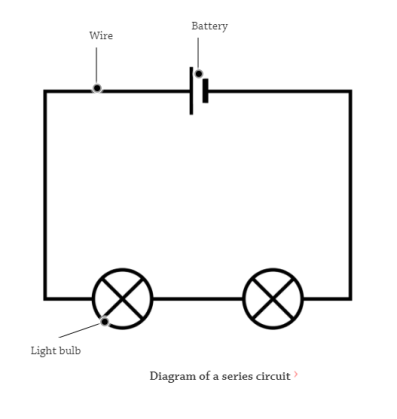 Battery
Wire
Light bulb
Diagram of a series circuit >